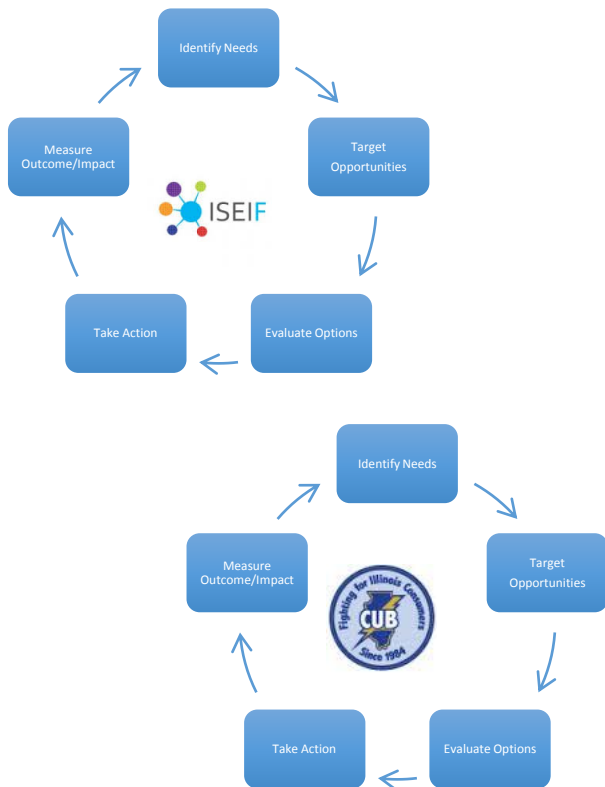 Identify Needs
Measure
Outcome/Impact
Target
Opportunities
ISEIF
Take Action
Evaluate Options
Identify Needs
Measure
Outcome/Impact
Target
Opportunities
Fighting for Illinois Consumers
CUB
Since 1984
Take Action
Evaluate Options